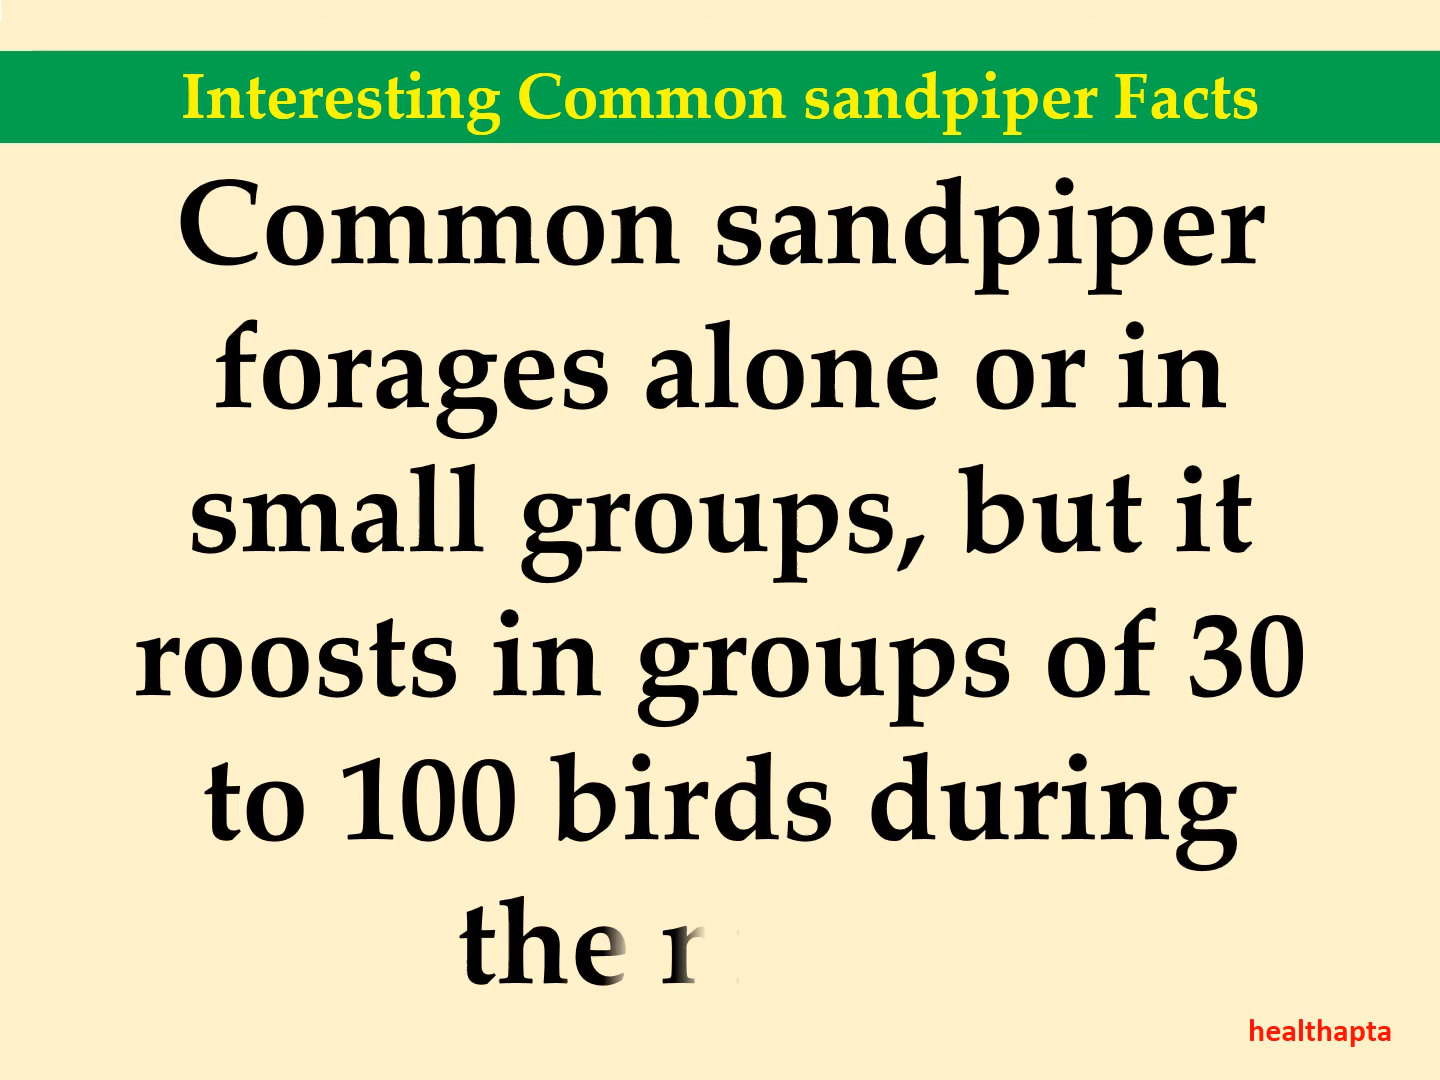 Interesting Common sandpiper Facts
Common sandpiper
forages alone or in
small groups, but it
roosts in groups of 30
to 100 birds during
the
healthapta